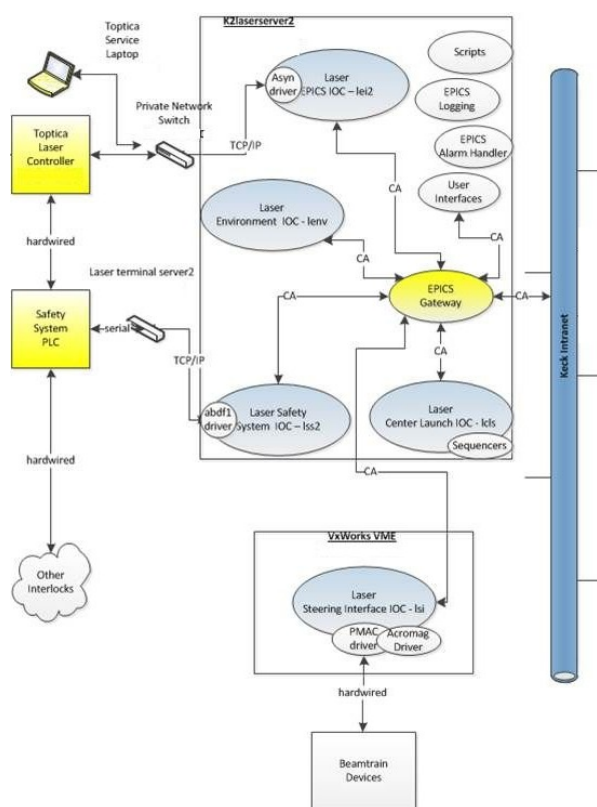 Toptica
Service
Laptop
K2laserserver2
Scripts
Asyn
driver
Laser
EPICS IOC – lei2
EPICS
Logging
Private Network
Switch
Toptica
Laser
Controller
TCP/IP
EPICS
Alarm Handler
User
Interfaces
CA
hardwired
Laser
Environment IOC - lenv
CA
CA
Laser terminal server2
EPICS
Gateway
CA
CA
Safety
System
PLC
serial
TCP/IP
CA
Keck Intranet
abdf1
driver
Laser Safety
System IOC – lss2
Laser
Center Launch IOC - lcls
Sequencers
hardwired
CA
VxWorks VME
Other
Interlocks
Laser
Steering Interface IOC - lsi
PMAC
driver
Acromag
Driver
hardwired
Beamtrain
Devices